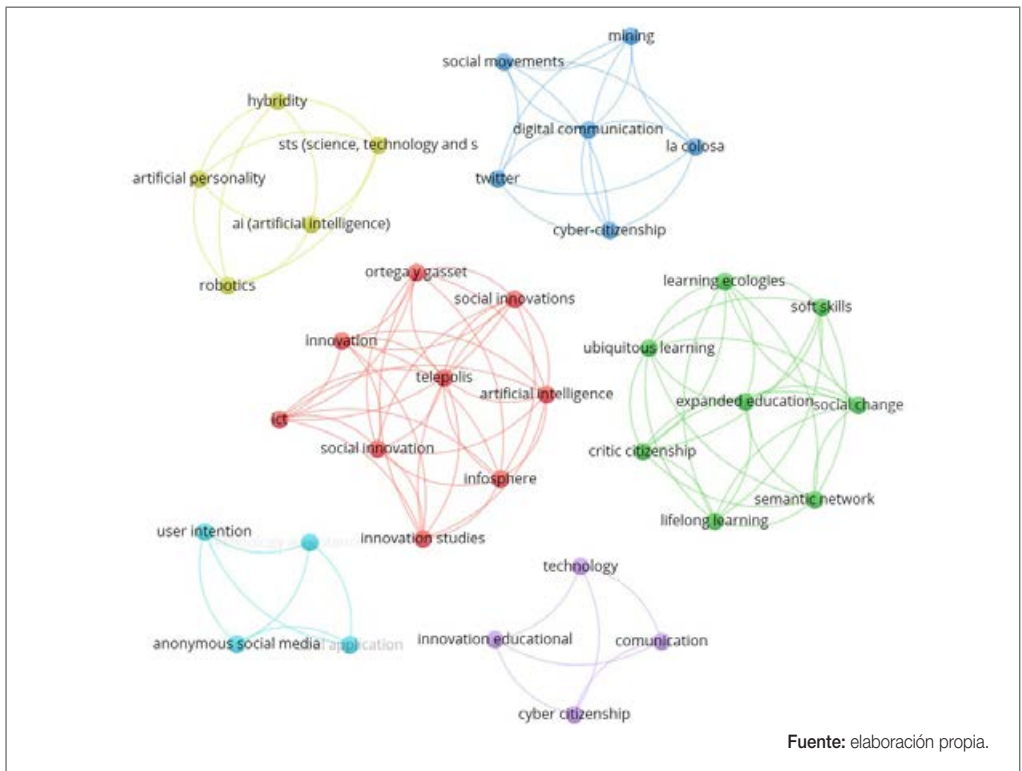 mining
social movements
hybridity
digital communication
sts (science, technology and s
la colosa
artificial personality
twitter
ai (artificial intelligence)
cyber-citizenship
ortega y gasset
robotics
learning ecologies
social innovations
soft skills
innovation
ubiquitous learning
telepolis
artificial intelligence
expanded education
social change
ict
social innovation
critic citizenship
infosphere
semantic network
lifelong learning
user intention
innovation studies
technology
innovation educational
comunication
anonymous social media
application
cyber citizenship
Fuente: elaboración propia.